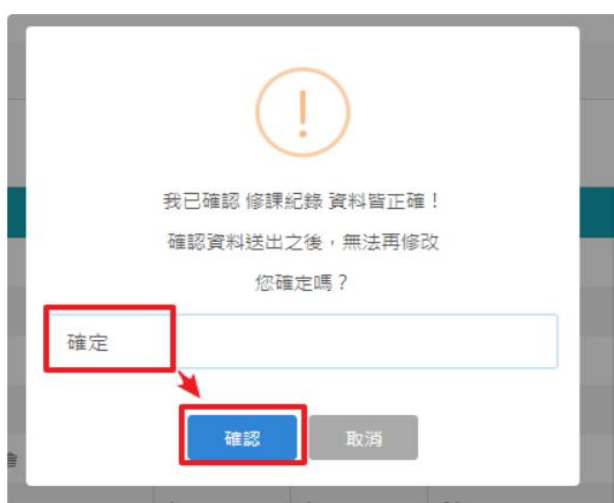 !
我已確認 修課紀錄 資料皆正確！
確認資料送出之後，無法再修改
您確定嗎？
確定
確認 取消